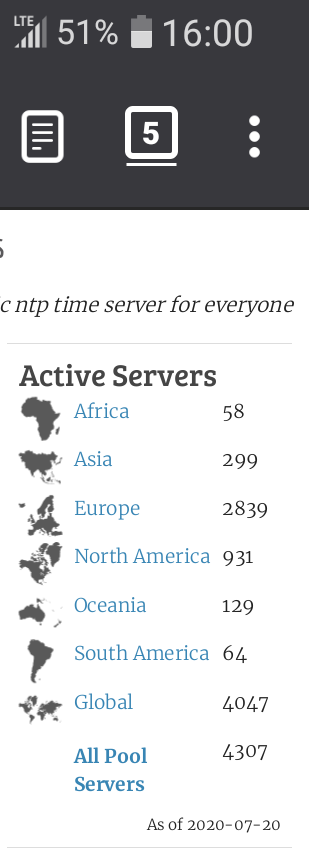 LTE 51% 16:00
5
ntp time server for everyone
Active Servers
Africa 58
Asia 299
Europe 2839
North America 931
Oceania 129
South America 64
Global 4047
All Pool 4307
Servers
As of 2020-07-20